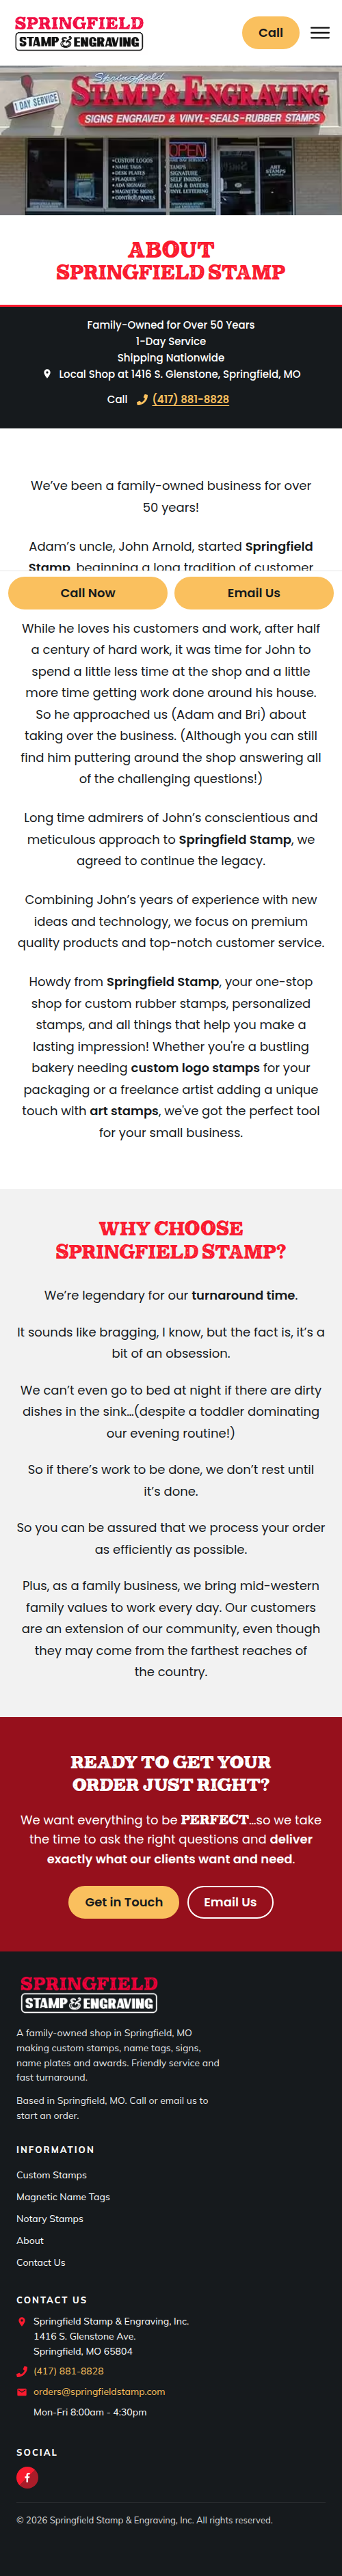 SPRINGFIELD
STAMP & ENGRAVING
Call
Springfield
1 DAY SERVICE
STAMP & ENGRAVING
SIGNS ENGRAVED & VINYL-SEALS-RUBBER STAMPS
OPEN
ABOUT
SPRINGFIELD STAMP
Family-Owned for Over 50 Years
1-Day Service
Shipping Nationwide
Local Shop at 1416 S. Glenstone, Springfield, MO
Call (417) 881-8828
We’ve been a family-owned business for over
50 years!
Adam’s uncle, John Arnold, started Springfield
Stamp, beginning a long tradition of customer
Call Now
Email Us
While he loves his customers and work, after half
a century of hard work, it was time for John to
spend a little less time at the shop and a little
more time getting work done around his house.
So he approached us (Adam and Bri) about
taking over the business. (Although you can still
find him puttering around the shop answering all
of the challenging questions!)
Long time admirers of John’s conscientious and
meticulous approach to Springfield Stamp, we
agreed to continue the legacy.
Combining John’s years of experience with new
ideas and technology, we focus on premium
quality products and top-notch customer service.
Howdy from Springfield Stamp, your one-stop
shop for custom rubber stamps, personalized
stamps, and all things that help you make a
lasting impression! Whether you're a bustling
bakery needing custom logo stamps for your
packaging or a freelance artist adding a unique
touch with art stamps, we've got the perfect tool
for your small business.
WHY CHOOSE
SPRINGFIELD STAMP?
We’re legendary for our turnaround time.
It sounds like bragging, I know, but the fact is, it’s a
bit of an obsession.
We can’t even go to bed at night if there are dirty
dishes in the sink…(despite a toddler dominating
our evening routine!)
So if there’s work to be done, we don’t rest until
it’s done.
So you can be assured that we process your order
as efficiently as possible.
Plus, as a family business, we bring mid-western
family values to work every day. Our customers
are an extension of our community, even though
they may come from the farthest reaches of
the country.
READY TO GET YOUR
ORDER JUST RIGHT?
We want everything to be PERFECT…so we take
the time to ask the right questions and deliver
exactly what our clients want and need.
Get in Touch
Email Us
SPRINGFIELD
STAMP & ENGRAVING
A family-owned shop in Springfield, MO
making custom stamps, name tags, signs,
name plates and awards. Friendly service and
fast turnaround.
Based in Springfield, MO. Call or email us to
start an order.
INFORMATION
Custom Stamps
Magnetic Name Tags
Notary Stamps
About
Contact Us
CONTACT US
Springfield Stamp & Engraving, Inc.
1416 S. Glenstone Ave.
Springfield, MO 65804
(417) 881-8828
orders@springfieldstamp.com
Mon-Fri 8:00am - 4:30pm
SOCIAL
© 2026 Springfield Stamp & Engraving, Inc. All rights reserved.